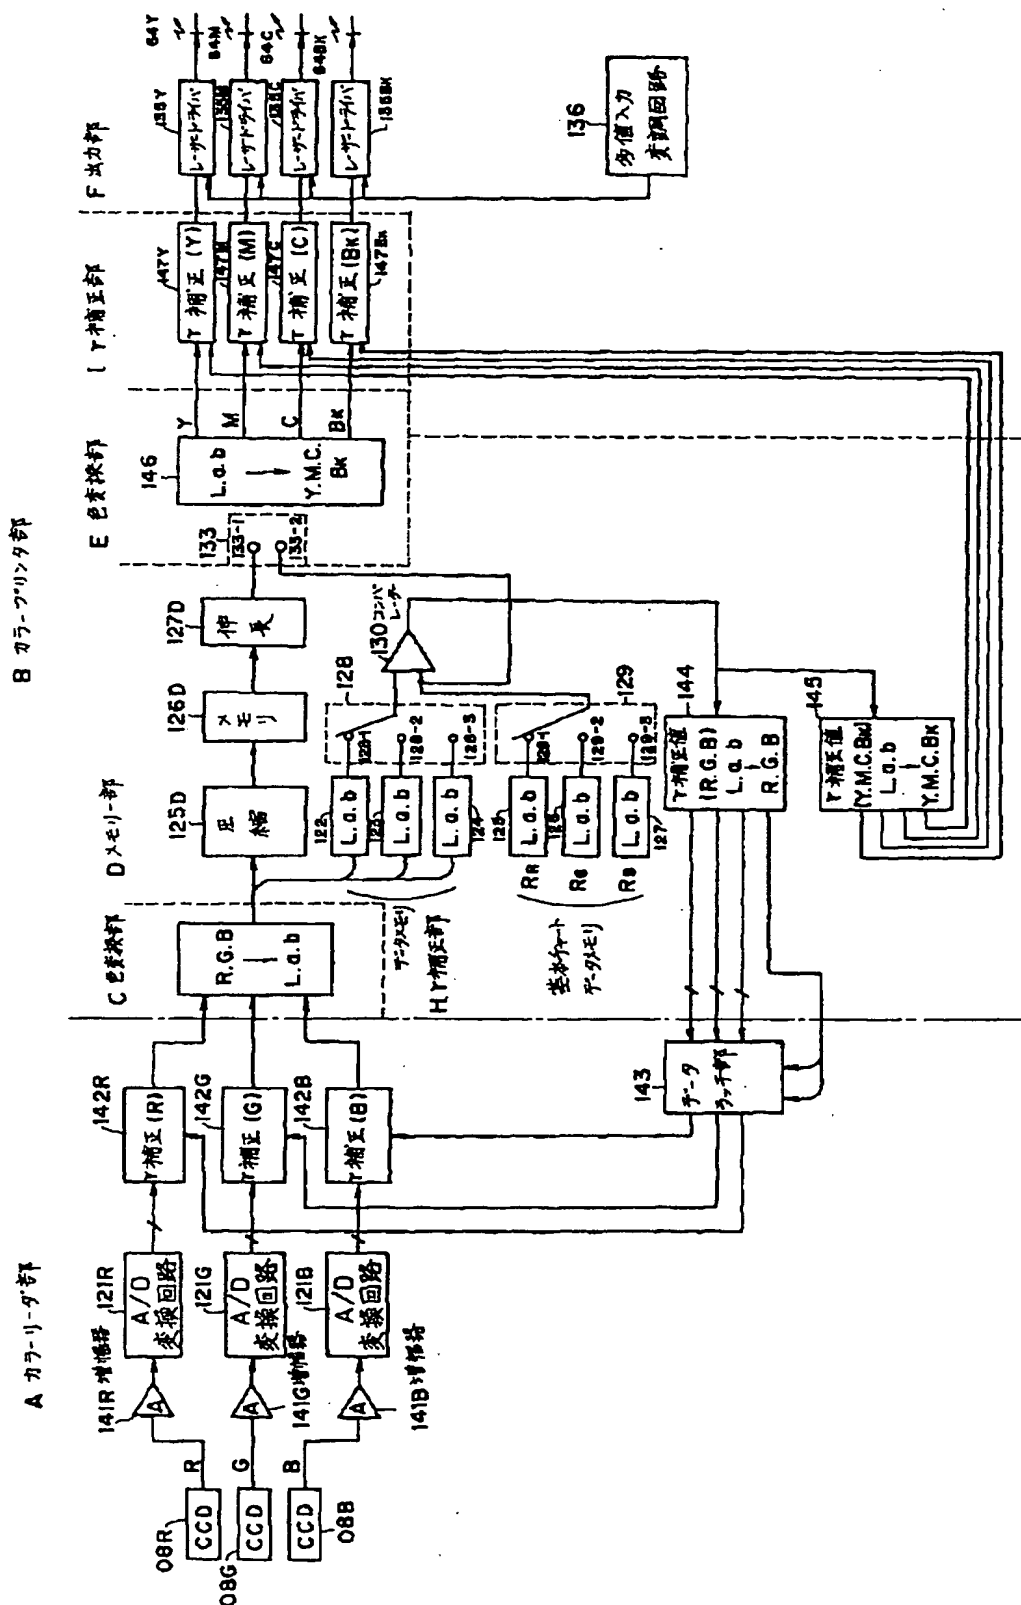 A カラーリーダ部
B カラープリンタ部
08R
CCD
R
08G
CCD
G
08B
CCD
B
141R 増幅器
A
141G 増幅器
A
141B 増幅器
A
121R
A/D
変換回路
121G
A/D
変換回路
121B
A/D
変換回路
142R
γ補正(R)
142G
γ補正(G)
142B
γ補正(B)
143
データ
ラッチ部
C 色変換部
R.G.B
L.a.b
D メモリー部
125D
圧縮
126D
メモリ
127D
伸長
H γ補正部
データメモリ
122
L.a.b
123
L.a.b
124
L.a.b
基本チャート
データメモリ
125
RR
L.a.b
126
RG
L.a.b
127
RB
L.a.b
128
128-1
128-2
128-3
129
129-1
129-2
129-3
130 コンパレーター
144
γ補正値
(R.G.B)
L.a.b
R.G.B
145
γ補正値
(Y.M.C.BK)
L.a.b
Y.M.C.BK
E 色変換部
133
133-1
133-2
146
L.a.b
Y.M.C.
BK
Y
M
C
BK
I γ補正部
147Y
γ補正(Y)
147M
γ補正(M)
147C
γ補正(C)
147BK
γ補正(BK)
F 出力部
135Y
レーザードライバ
135M
レーザードライバ
135C
レーザードライバ
135BK
レーザードライバ
64Y
64M
64C
64BK
136
多値入力
変調回路